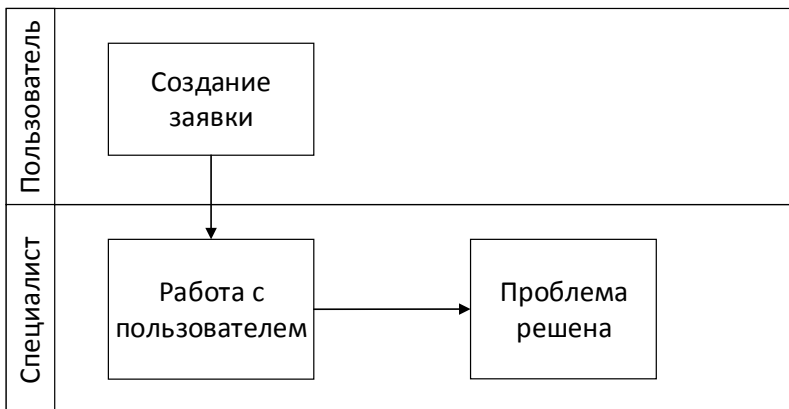 Пользователь
Создание
заявки
Специалист
Работа с
пользователем
Проблема
решена